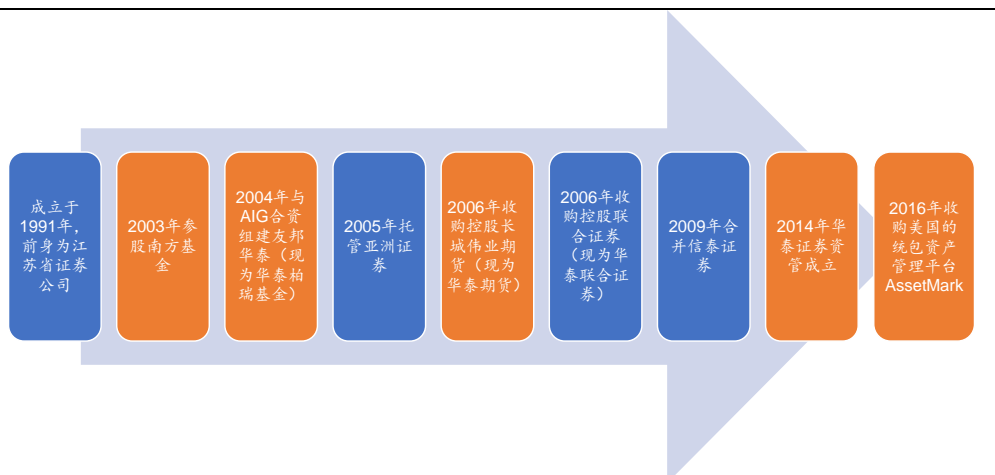 成立于
1991年，
前身为江
苏省证券
公司
2003年参
股南方基
金
2004年与
AIG合资
组建友邦
华泰（现
为华泰柏
瑞基金）
2005年托
管亚洲证
券
2006年收
购控股长
城伟业期
货（现为
华泰期货）
2006年收
购控股联
合证券
（现为华
泰联合证
券）
2009年合
并信泰证
券
2014年华
泰证券资
管成立
2016年收
购美国的
统包资产
管理平台
AssetMark